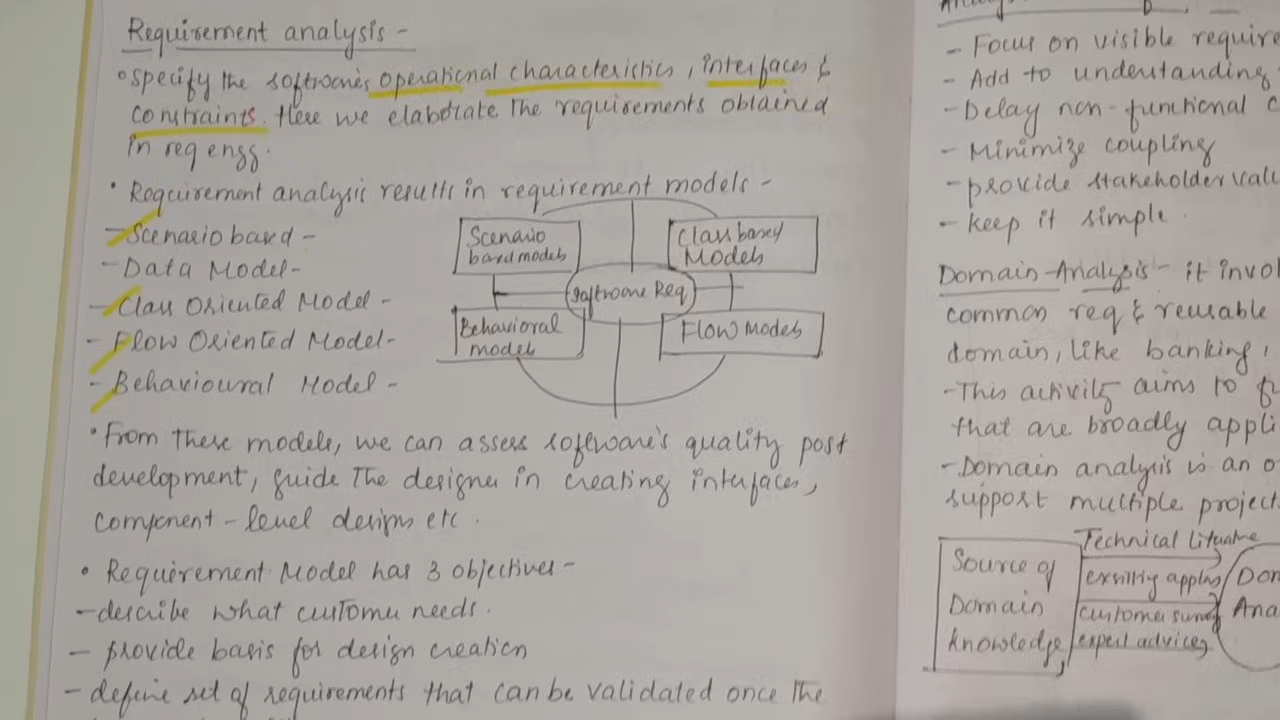 Requirement analysis -
• specify the software's operational characteristics, interfaces &
constraints. Here we elaborate the requirements obtained
in req engg.
• Requirement analysis results in requirement models -
- Scenario based -
- Data Model -
- Class Oriented Model -
- Flow Oriented Model -
- Behavioural Model -
Scenario
based models
Class based
Models
Software Req
Behavioral
models
Flow models
• From these models, we can assess software's quality post
development, guide the designer in creating interfaces,
component - level designs etc.
• Requirement Model has 3 objectives -
- describe what customer needs.
- provide basis for design creation
- define set of requirements that can be validated once the
- Focus on visible require
- Add to understanding
- Delay non-functional
- Minimize coupling
- provide stakeholder val
- keep it simple.
Domain Analysis - it invol
common req & reusable
domain, like banking,
- This activity aims to
that are broadly appli
- Domain analysis is an
support multiple project
Source of
Domain
knowledge
Technical Literature
existing applns
customer survey
expert advices
Dom
Ana